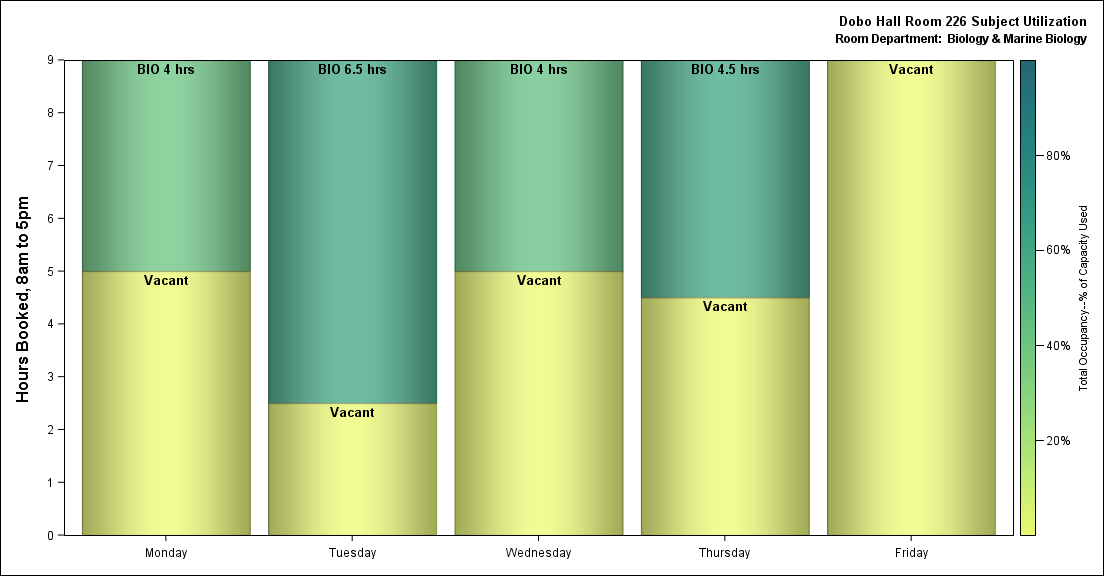 Dobo Hall Room 226 Subject Utilization
Room Department: Biology & Marine Biology
Hours Booked, 8am to 5pm
9
8
7
6
5
4
3
2
1
0
BIO 4 hrs
Vacant
BIO 6.5 hrs
Vacant
BIO 4 hrs
Vacant
BIO 4.5 hrs
Vacant
Vacant
Monday
Tuesday
Wednesday
Thursday
Friday
80%
60%
40%
20%
Total Occupancy--% of Capacity Used